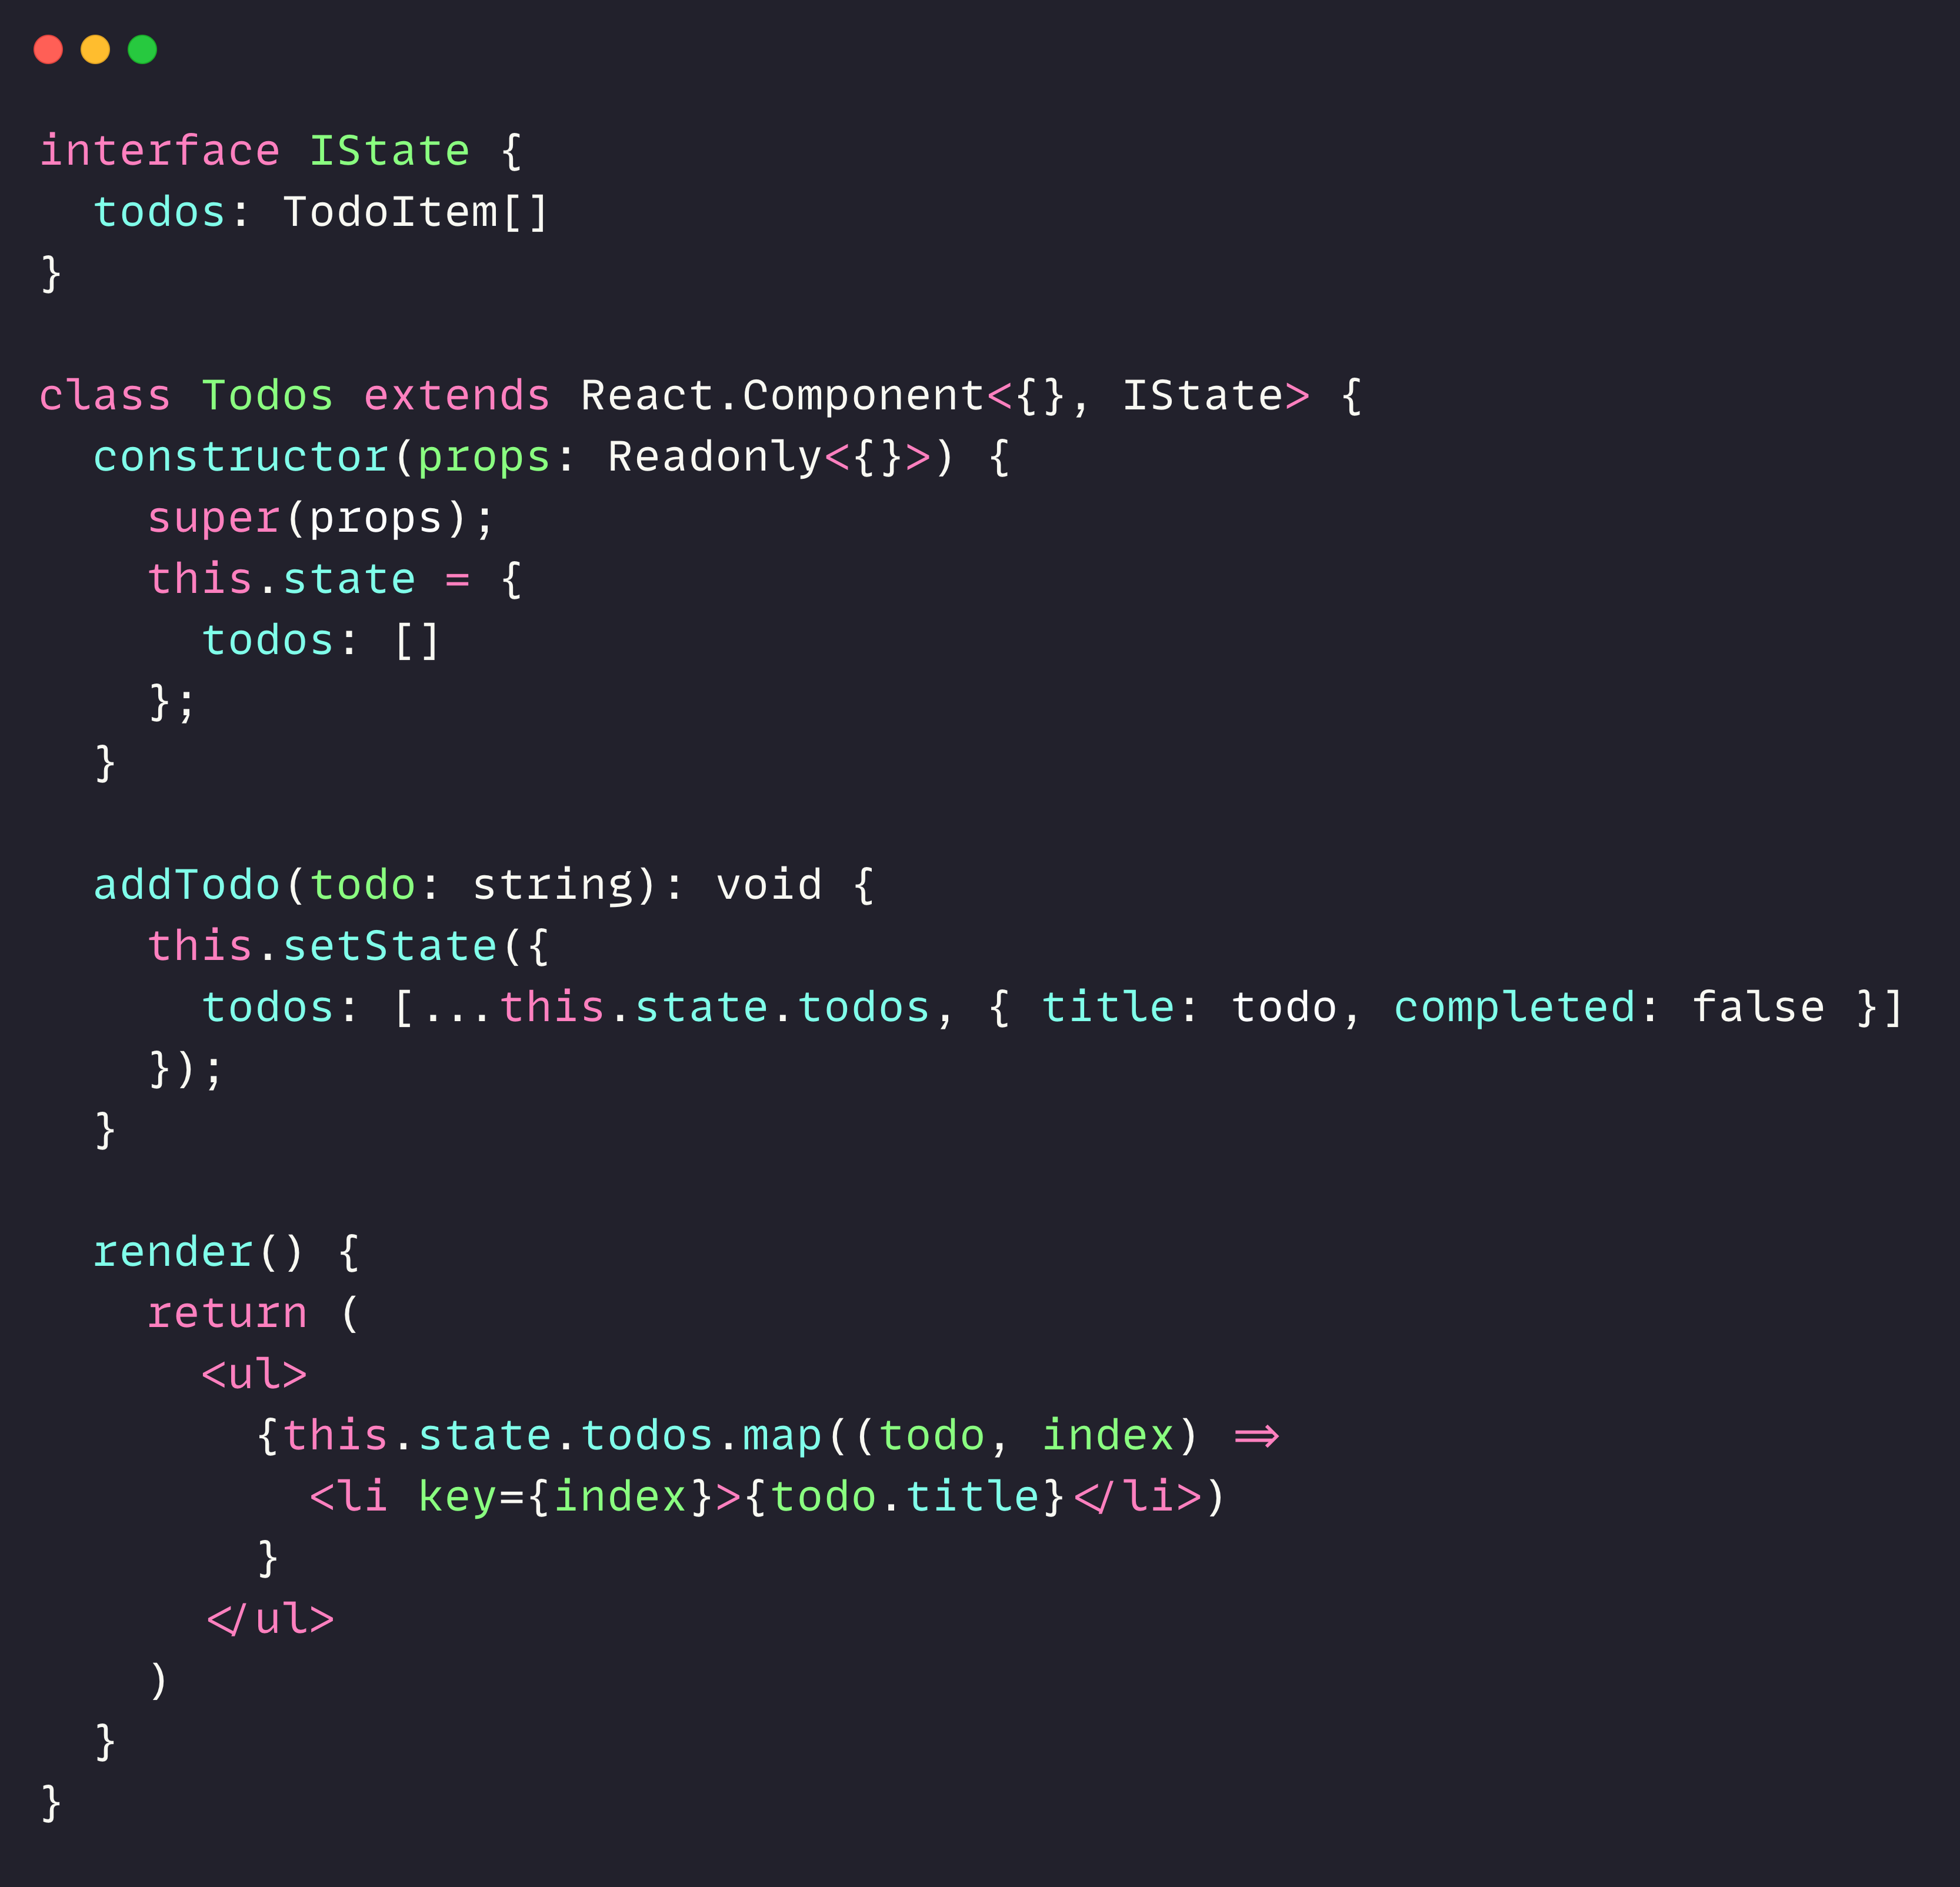 interface IState {
  todos: TodoItem[]
}

class Todos extends React.Component<{}, IState> {
  constructor(props: Readonly<{}>) {
    super(props);
    this.state = {
      todos: []
    };
  }

  addTodo(todo: string): void {
    this.setState({
      todos: [...this.state.todos, { title: todo, completed: false }]
    });
  }

  render() {
    return (
      <ul>
        {this.state.todos.map((todo, index) =>
          <li key={index}>{todo.title}</li>)
        }
      </ul>
    )
  }
}